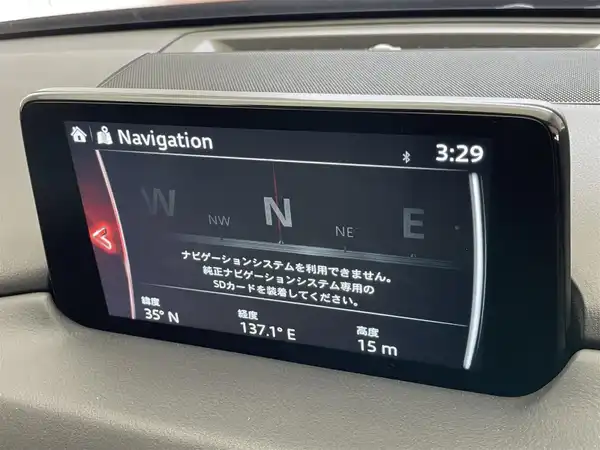 Navigation
3:29
W NW N NE E
ナビゲーションシステムを利用できません。
純正ナビゲーションシステム専用の
SDカードを装着してください。
緯度 経度 高度
35° N 137.1° E 15 m